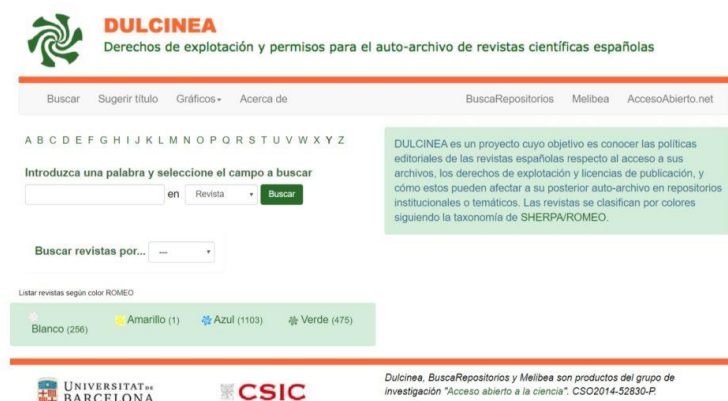 DULCINEA
Derechos de explotación y permisos para el auto-archivo de revistas científicas españolas
Buscar Sugerir título Gráficos Acerca de BuscaRepositorios Melibea AccesoAbierto.net
A B C D E F G H I J K L M N O P Q R S T U V W X Y Z
Introduzca una palabra y seleccione el campo a buscar
en Revista Buscar
Buscar revistas por... ---
Listar revistas según color ROMEO
Blanco (256) Amarillo (1) Azul (1103) Verde (475)
DULCINEA es un proyecto cuyo objetivo es conocer las políticas
editoriales de las revistas españolas respecto al acceso a sus
archivos, los derechos de explotación y licencias de publicación, y
cómo estos pueden afectar a su posterior auto-archivo en repositorios
institucionales o temáticos. Las revistas se clasifican por colores
siguiendo la taxonomía de SHERPA/ROMEO.
UNIVERSITAT DE
BARCELONA
CSIC
Dulcinea, BuscaRepositorios y Melibea son productos del grupo de
investigación "Acceso abierto a la ciencia". CSO2014-52830-P.